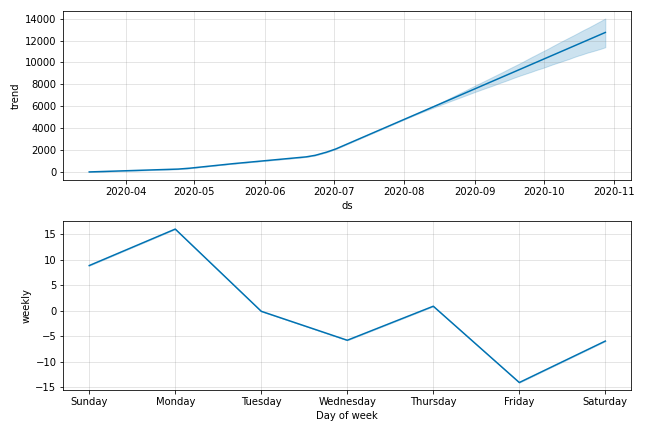 14000
12000
10000
8000
6000
4000
2000
0
trend
2020-04 2020-05 2020-06 2020-07 2020-08 2020-09 2020-10 2020-11
ds
15
10
5
0
−5
−10
−15
weekly
Sunday Monday Tuesday Wednesday Thursday Friday Saturday
Day of week